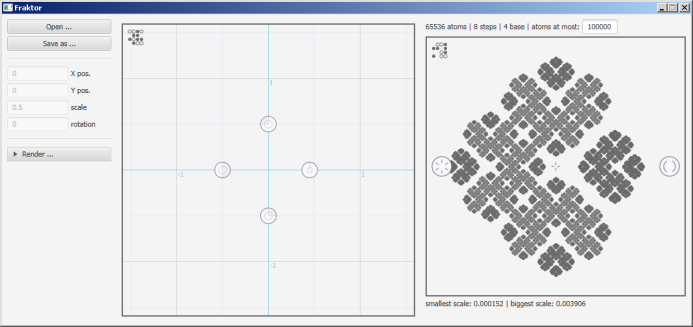 Fraktor
Open ...
Save as ...
0 X pos.
0 Y pos.
0.5 scale
0 rotation
Render ...
1
-1
1
-1
65536 atoms | 8 steps | 4 base | atoms at most: 100000
smallest scale: 0.000152 | biggest scale: 0.003906